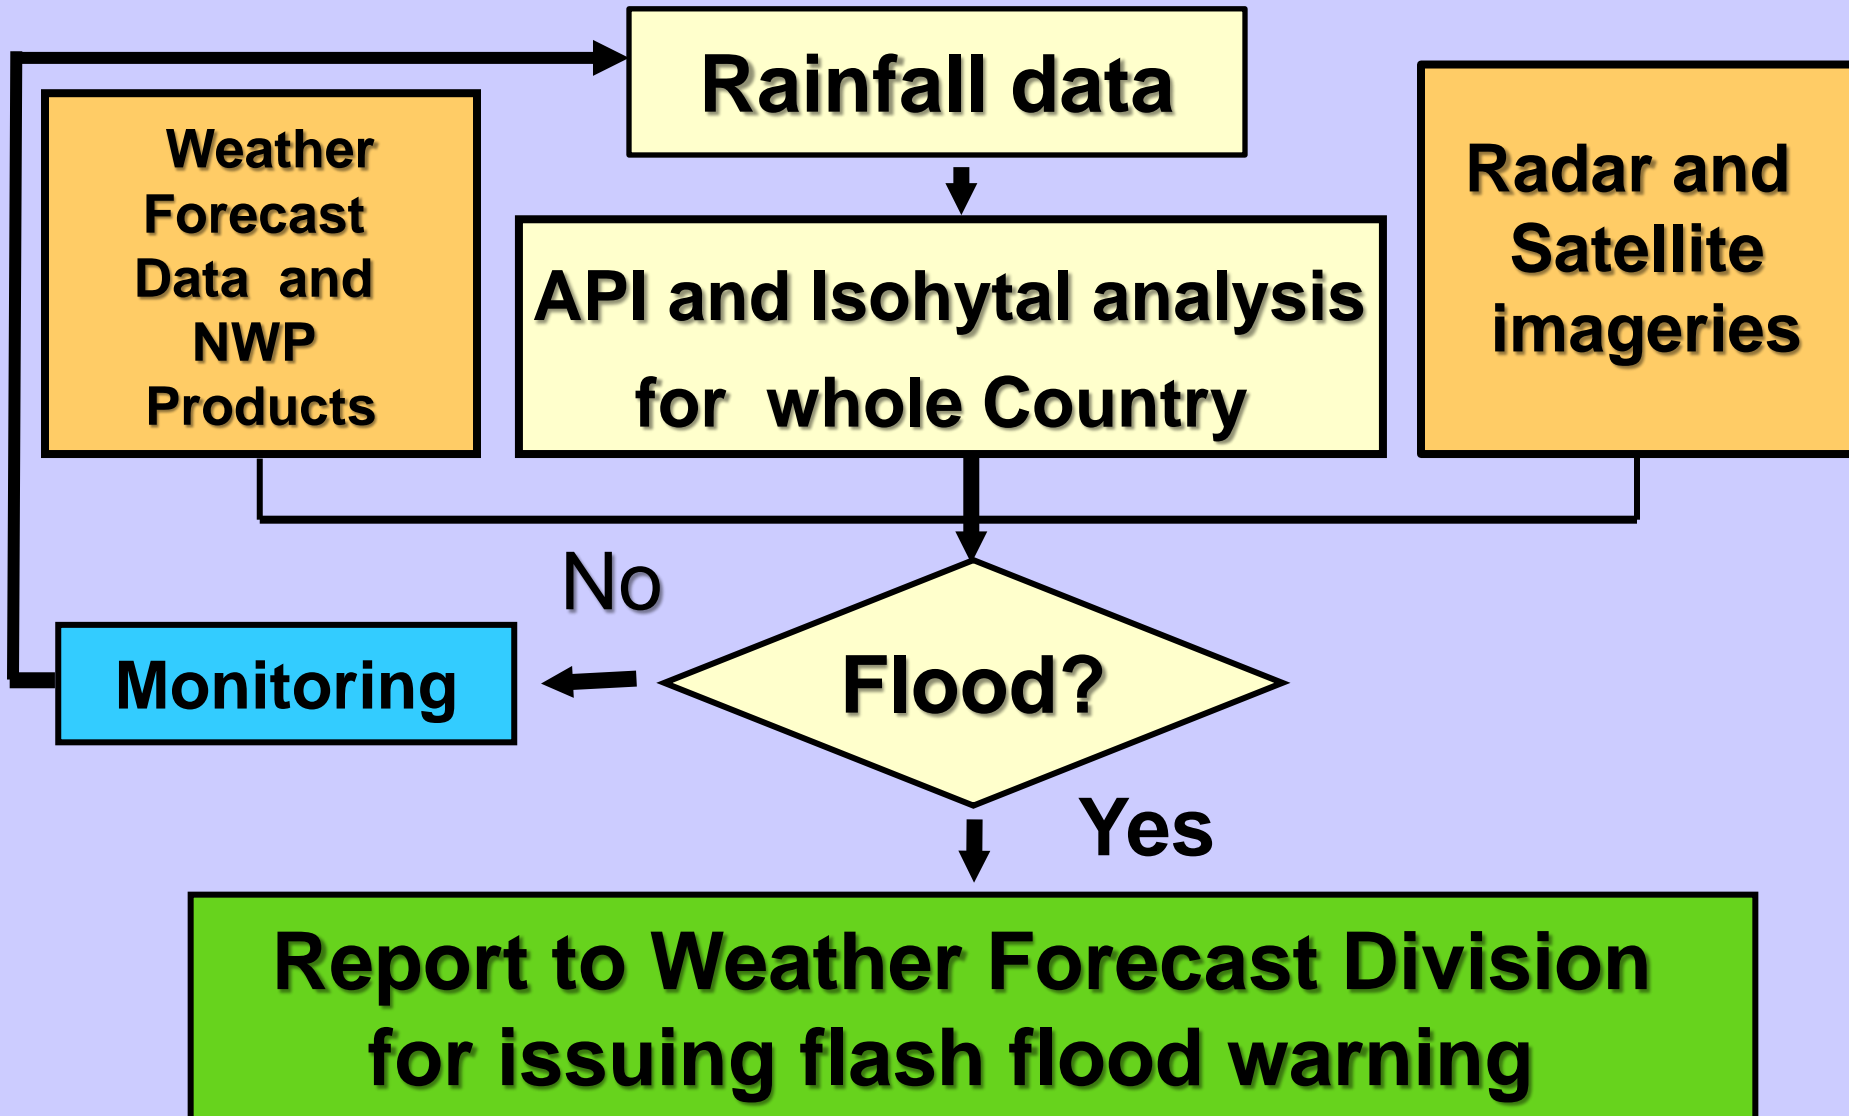 Rainfall data
Weather
Forecast
Data and
NWP
Products
API and Isohytal analysis
for whole Country
Radar and
Satellite
imageries
No
Monitoring
Flood?
Yes
Report to Weather Forecast Division
for issuing flash flood warning